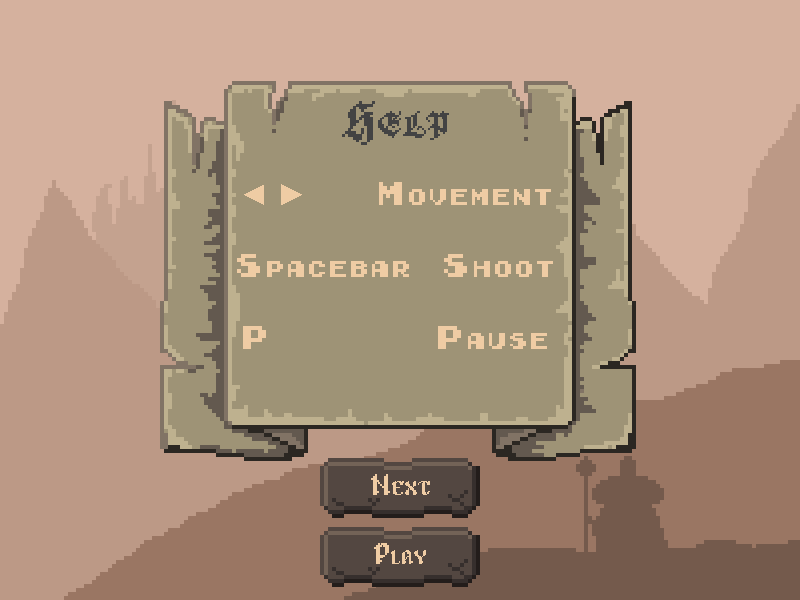 Help
◄ ► Movement
Spacebar Shoot
P Pause
Next
Play